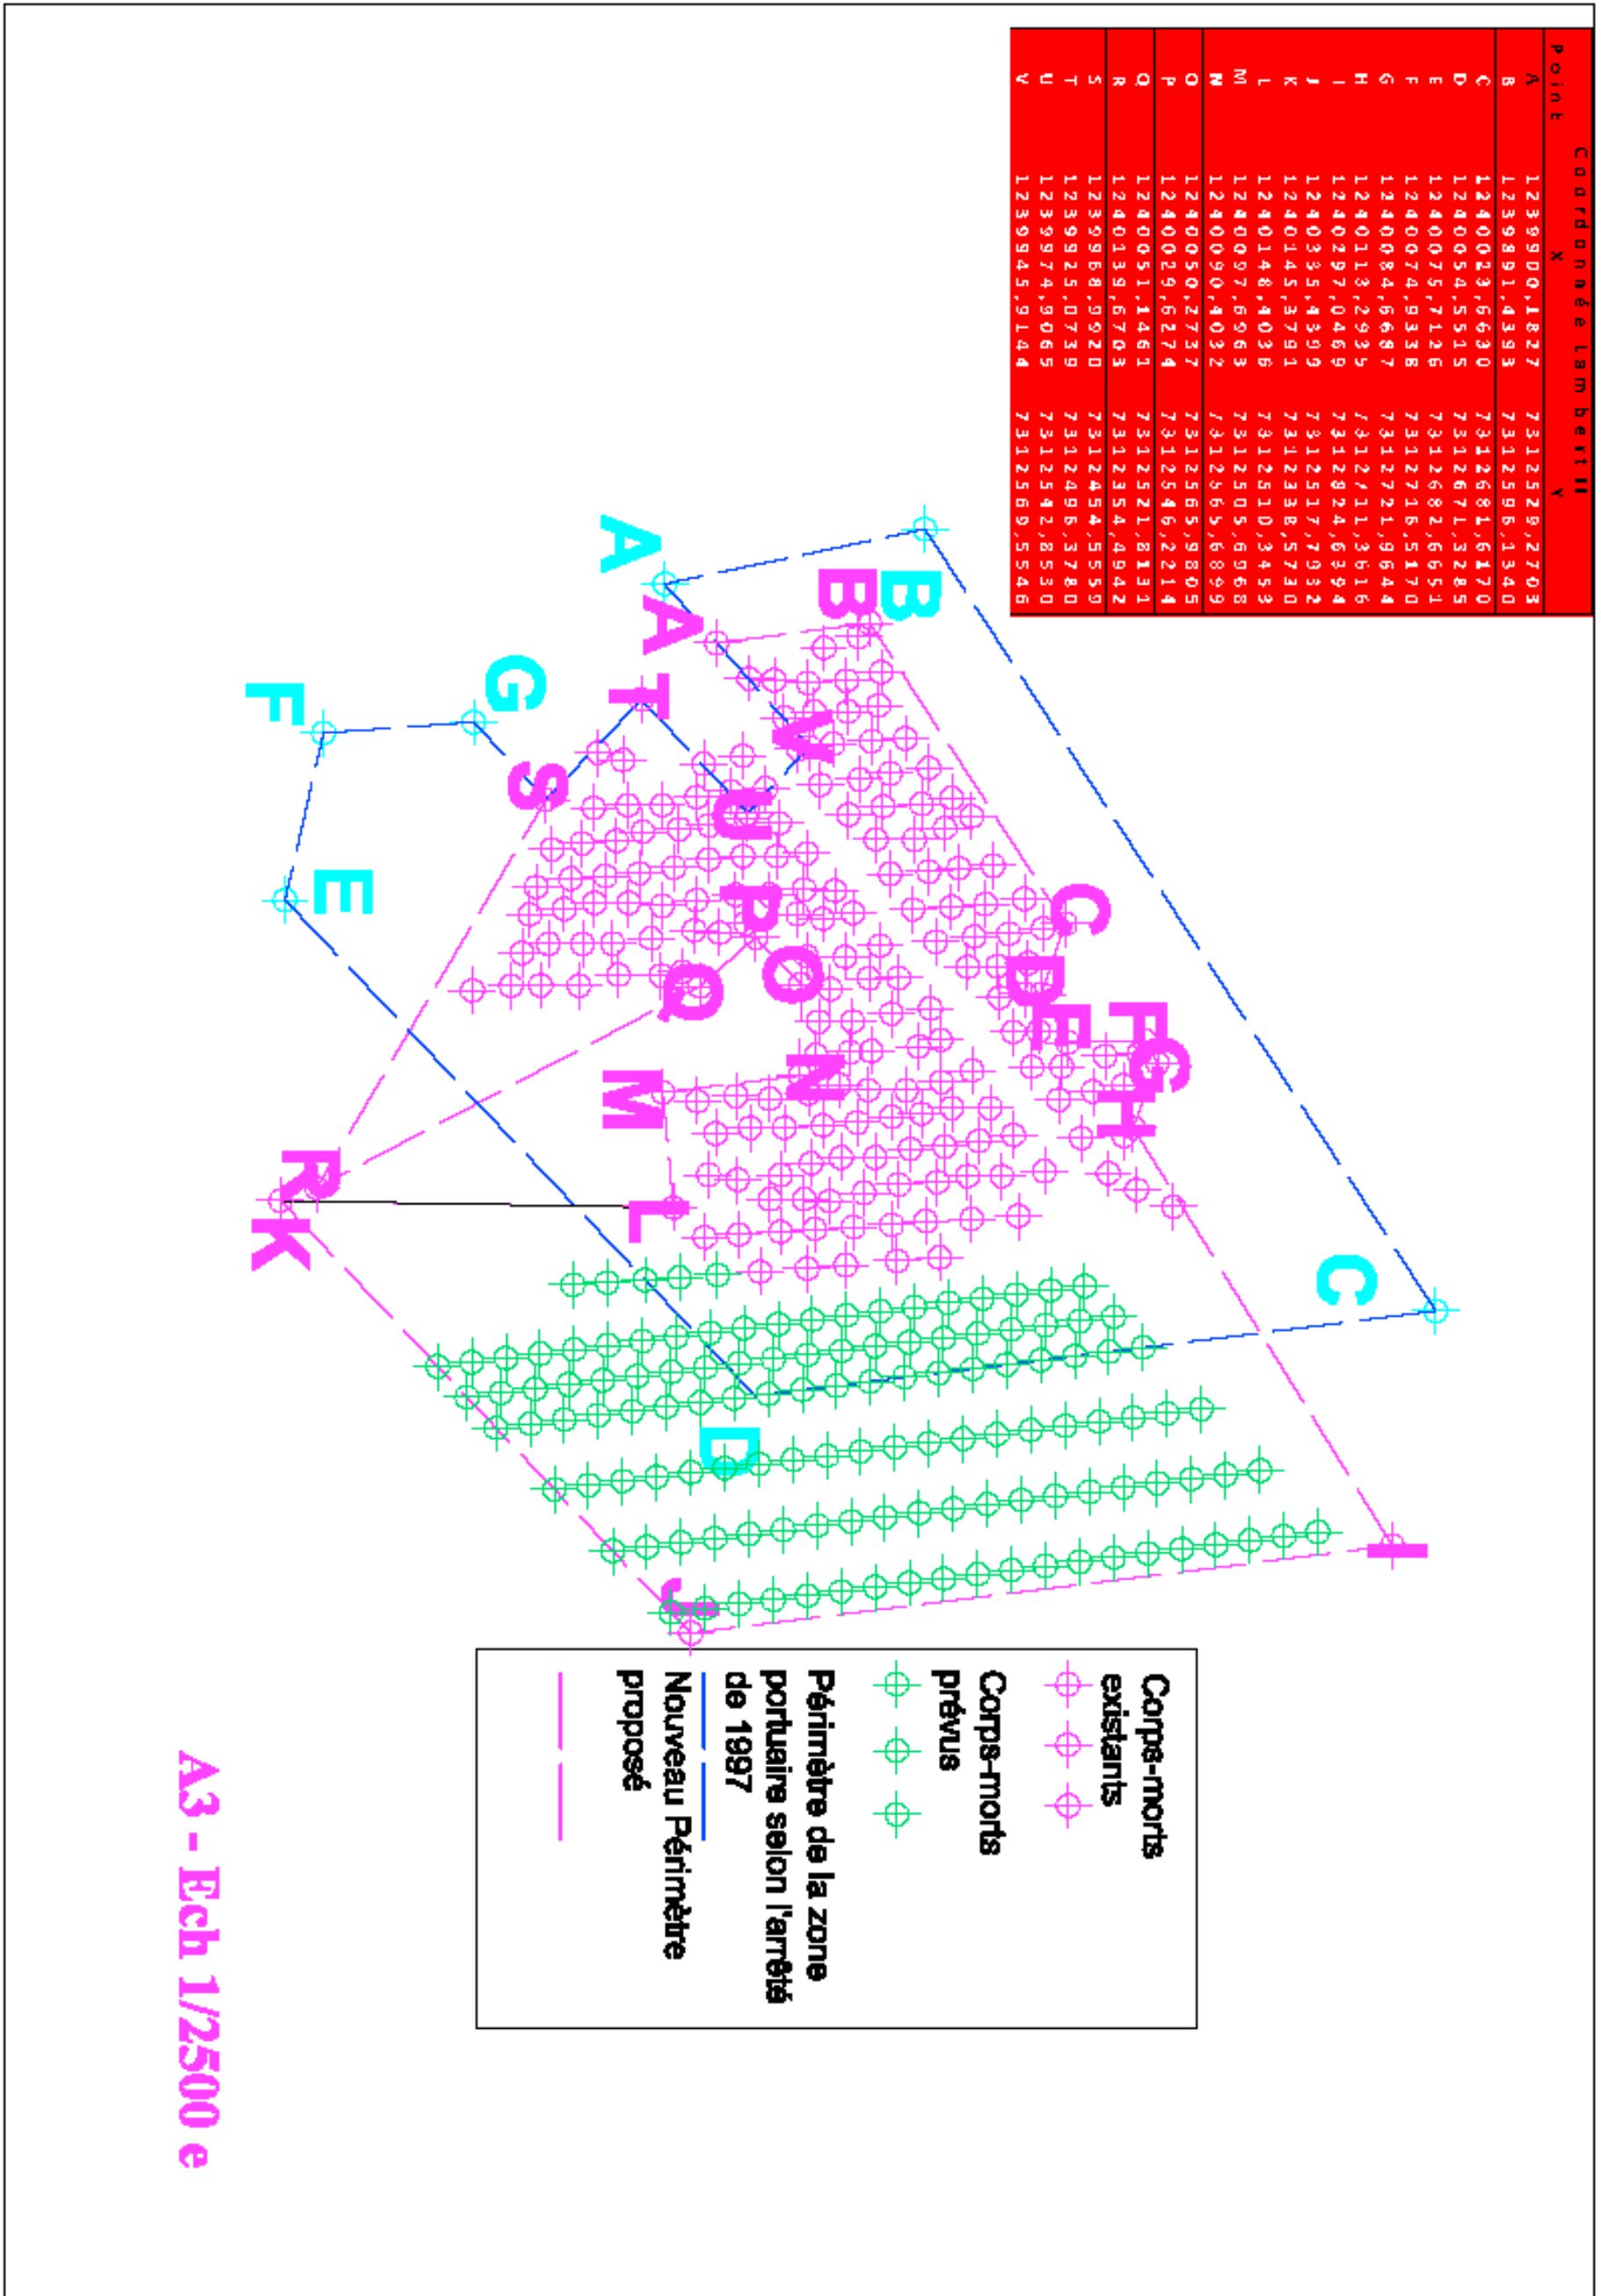 Coordonnée Lambert III
Point X Y
A 1239900,1827 7312529,2703
B 1239891,4393 7312596,1340
C 1240023,6630 7312681,6170
D 1240054,5515 7312671,3285
E 1240075,7126 7312682,6651
F 1240074,9338 7312716,5170
G 1240084,6687 7312721,9644
H 1240113,2935 7312711,3616
I 1240297,0469 7312824,6394
J 1240335,4399 7312517,7932
K 1240145,3791 7312338,5730
L 1240148,4036 7312510,3459
M 1240097,6963 7312505,6968
N 1240090,4032 7312565,6899
O 1240050,2737 7312565,9805
P 1240029,6274 7312546,2214
Q 1240051,1461 7312521,8131
R 1240139,6703 7312354,4942
S 1239968,9920 7312454,5559
T 1239925,0739 7312496,3780
U 1239974,9065 7312542,8530
V 1239945,9144 7312569,5546
B
A
G
F
E
C
D
B
A
T
V
S
U
P
C
D
E
F
G
H
O
Q
N
M
L
R
K
I
J
Corps-morts
existants
Corps-morts
prévus
Périmètre de la zone
portuaire selon l'arrêté
de 1997
Nouveau Périmètre
proposé
A3 - Ech 1/2500 e